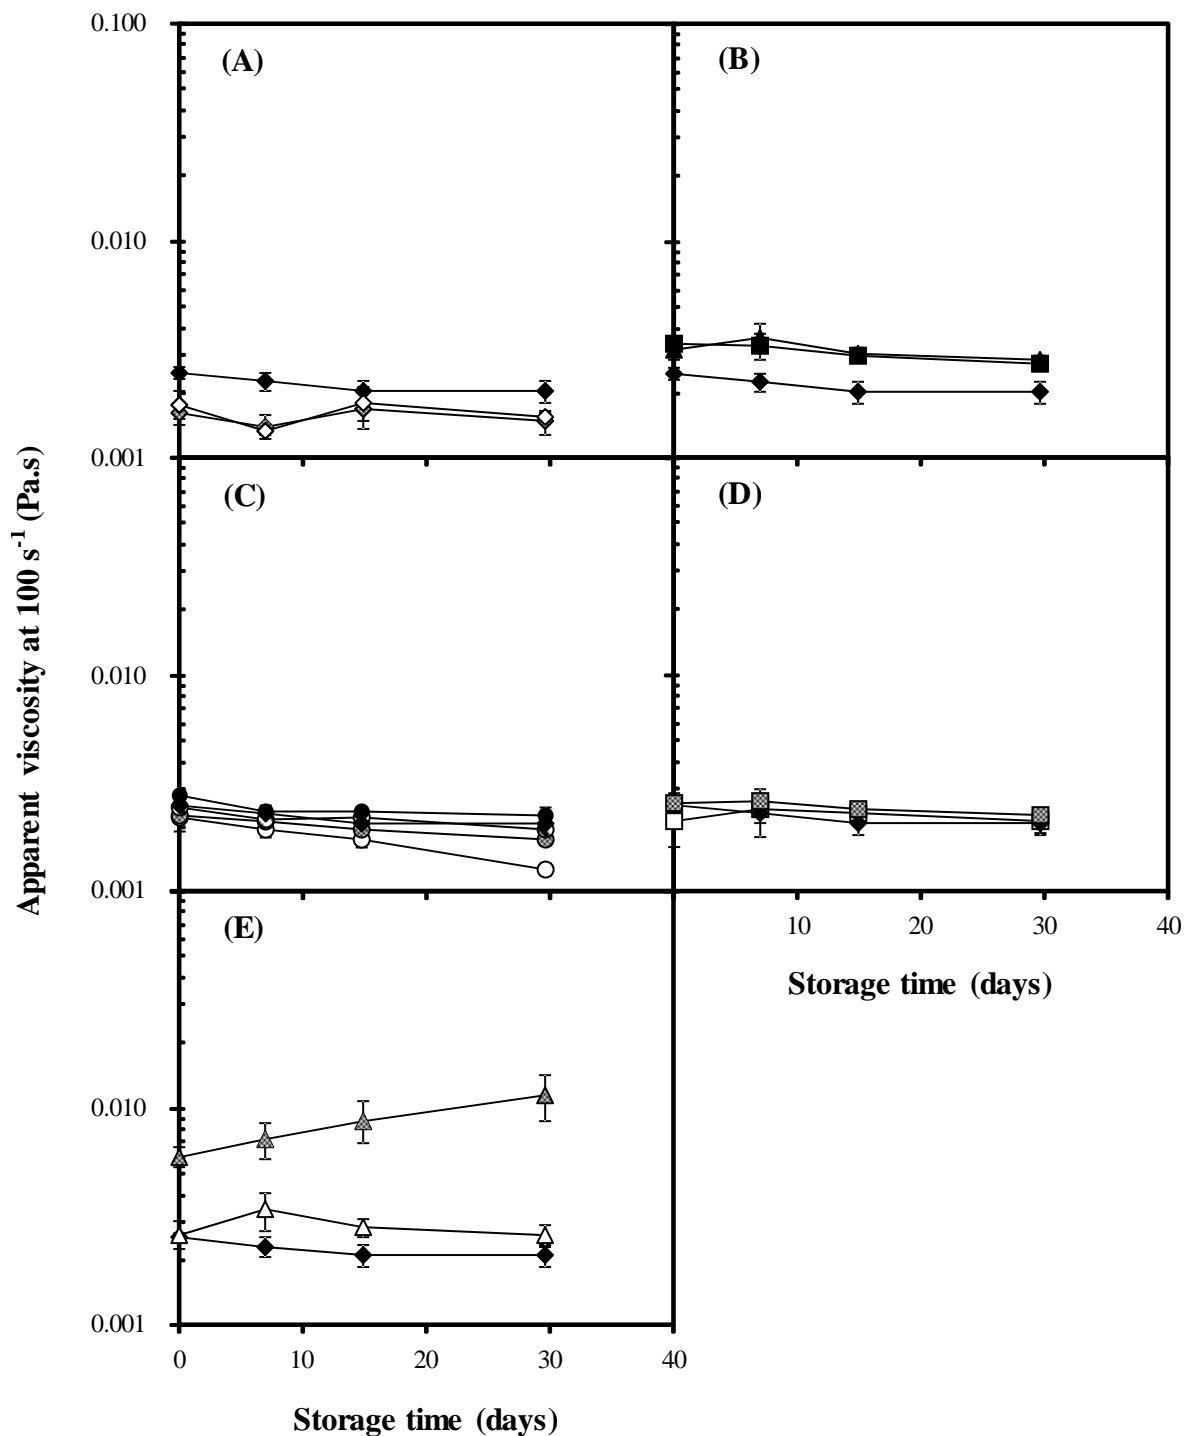 0.100
(A)
(B)
0.010
0.001
(C)
(D)
Apparent viscosity at 100 s⁻¹ (Pa.s)
0.010
0.001
(E)
10 20 30 40
Storage time (days)
0.010
0.001
0 10 20 30 40
Storage time (days)